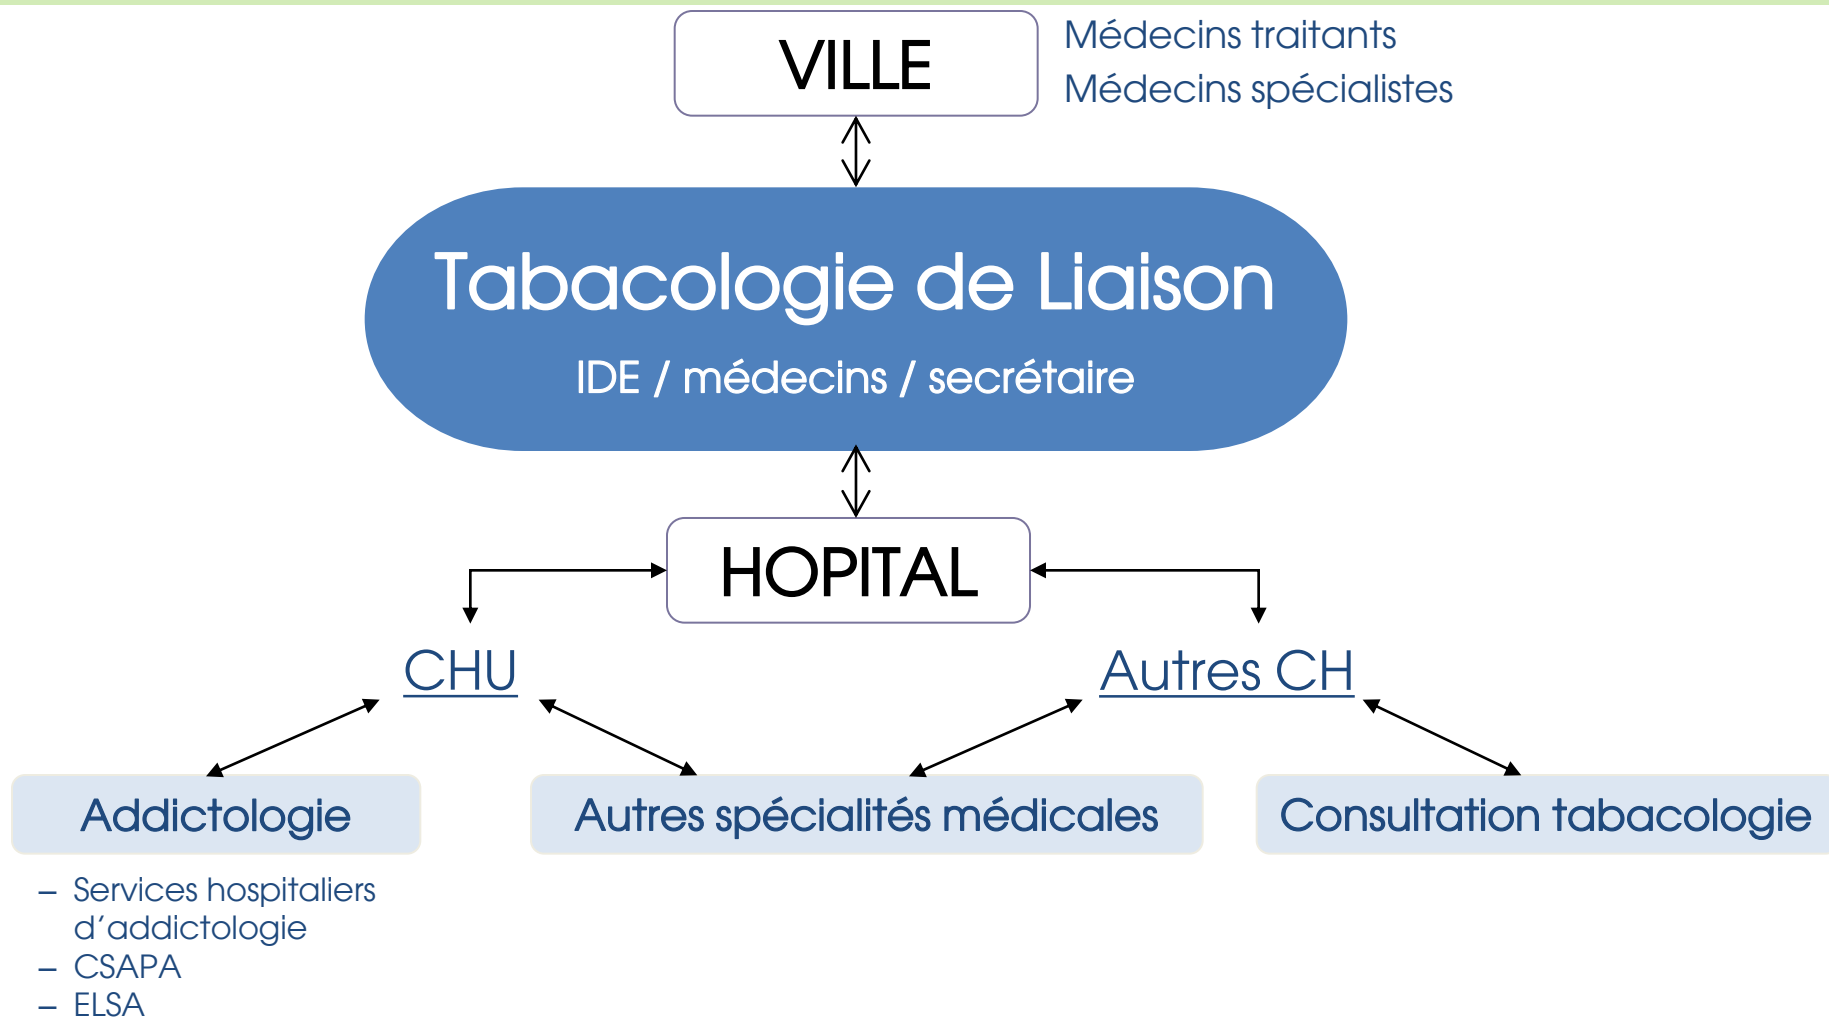 VILLE
Médecins traitants
Médecins spécialistes
Tabacologie de Liaison
IDE / médecins / secrétaire
HOPITAL
CHU
Autres CH
Addictologie
Autres spécialités médicales
Consultation tabacologie
– Services hospitaliers
d’addictologie
– CSAPA
– ELSA